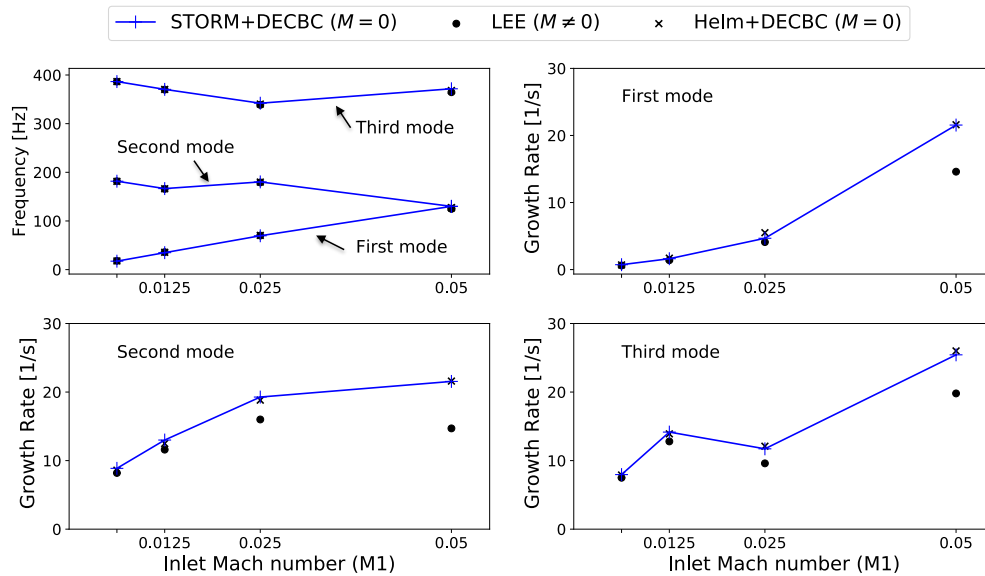 STORM+DECBC (M = 0) LEE (M ≠ 0) Helm+DECBC (M = 0)
400
300
200
100
0
Frequency [Hz]
Third mode
Second mode
First mode
0.0125 0.025 0.05
30
20
10
0
Growth Rate [1/s]
First mode
0.0125 0.025 0.05
30
20
10
0
Growth Rate [1/s]
Second mode
0.0125 0.025 0.05
Inlet Mach number (M1)
30
20
10
0
Growth Rate [1/s]
Third mode
0.0125 0.025 0.05
Inlet Mach number (M1)